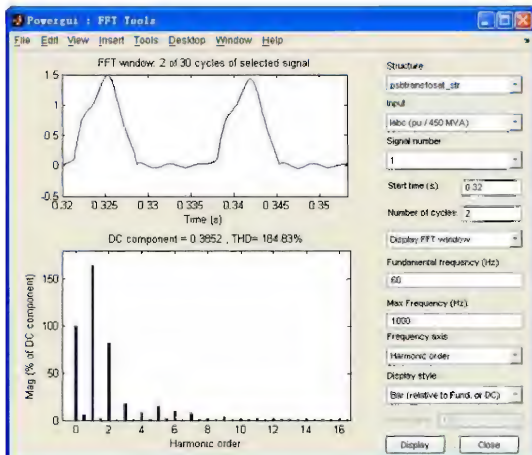 Powergui : FFT Tools
File Edit View Insert Tools Desktop Window Help
FFT window: 2 of 30 cycles of selected signal
1.5
1
0.5
0
-0.5
0.32 0.325 0.33 0.335 0.34 0.345 0.35
Time (s)
DC component = 0.3852 , THD= 184.83%
150
100
50
0
Mag (% of DC component)
0 2 4 6 8 10 12 14 16
Harmonic order
Structure
psbtransfosat_str
Input
Iabc (pu / 450 MVA)
Signal number
1
Start time (s):
0.32
Number of cycles:
2
Display FFT window
Fundamental frequency (Hz)
60
Max Frequency (Hz):
1000
Frequency axis
Harmonic order
Display style
Bar (relative to Fund. or DC)
Display
Close